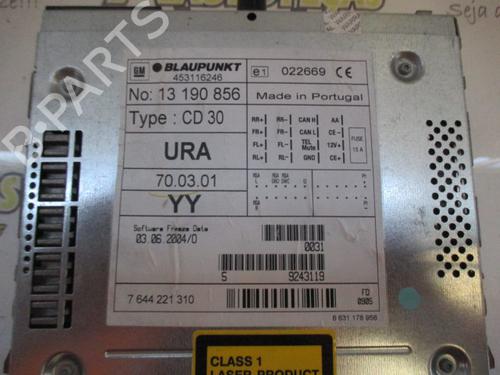 GM BLAUPUNKT
453116246
e1 022669 CE
No: 13 190 856
Made in Portugal
Type : CD 30
RR+ RR- CAN H AA
FR+ FR- CAN L CE-
FL+ FL- TEL Mute 12V+
RL+ RL- GND CE+
FUSE 15 A
URA
70.03.01
YY
Software Freeze Date
03.06.2004/0
0031
5 9243119
7 644 221 310
FD
0905
8 631 178 956
CLASS 1
LASER PRODUCT
B-PARTS
Seja